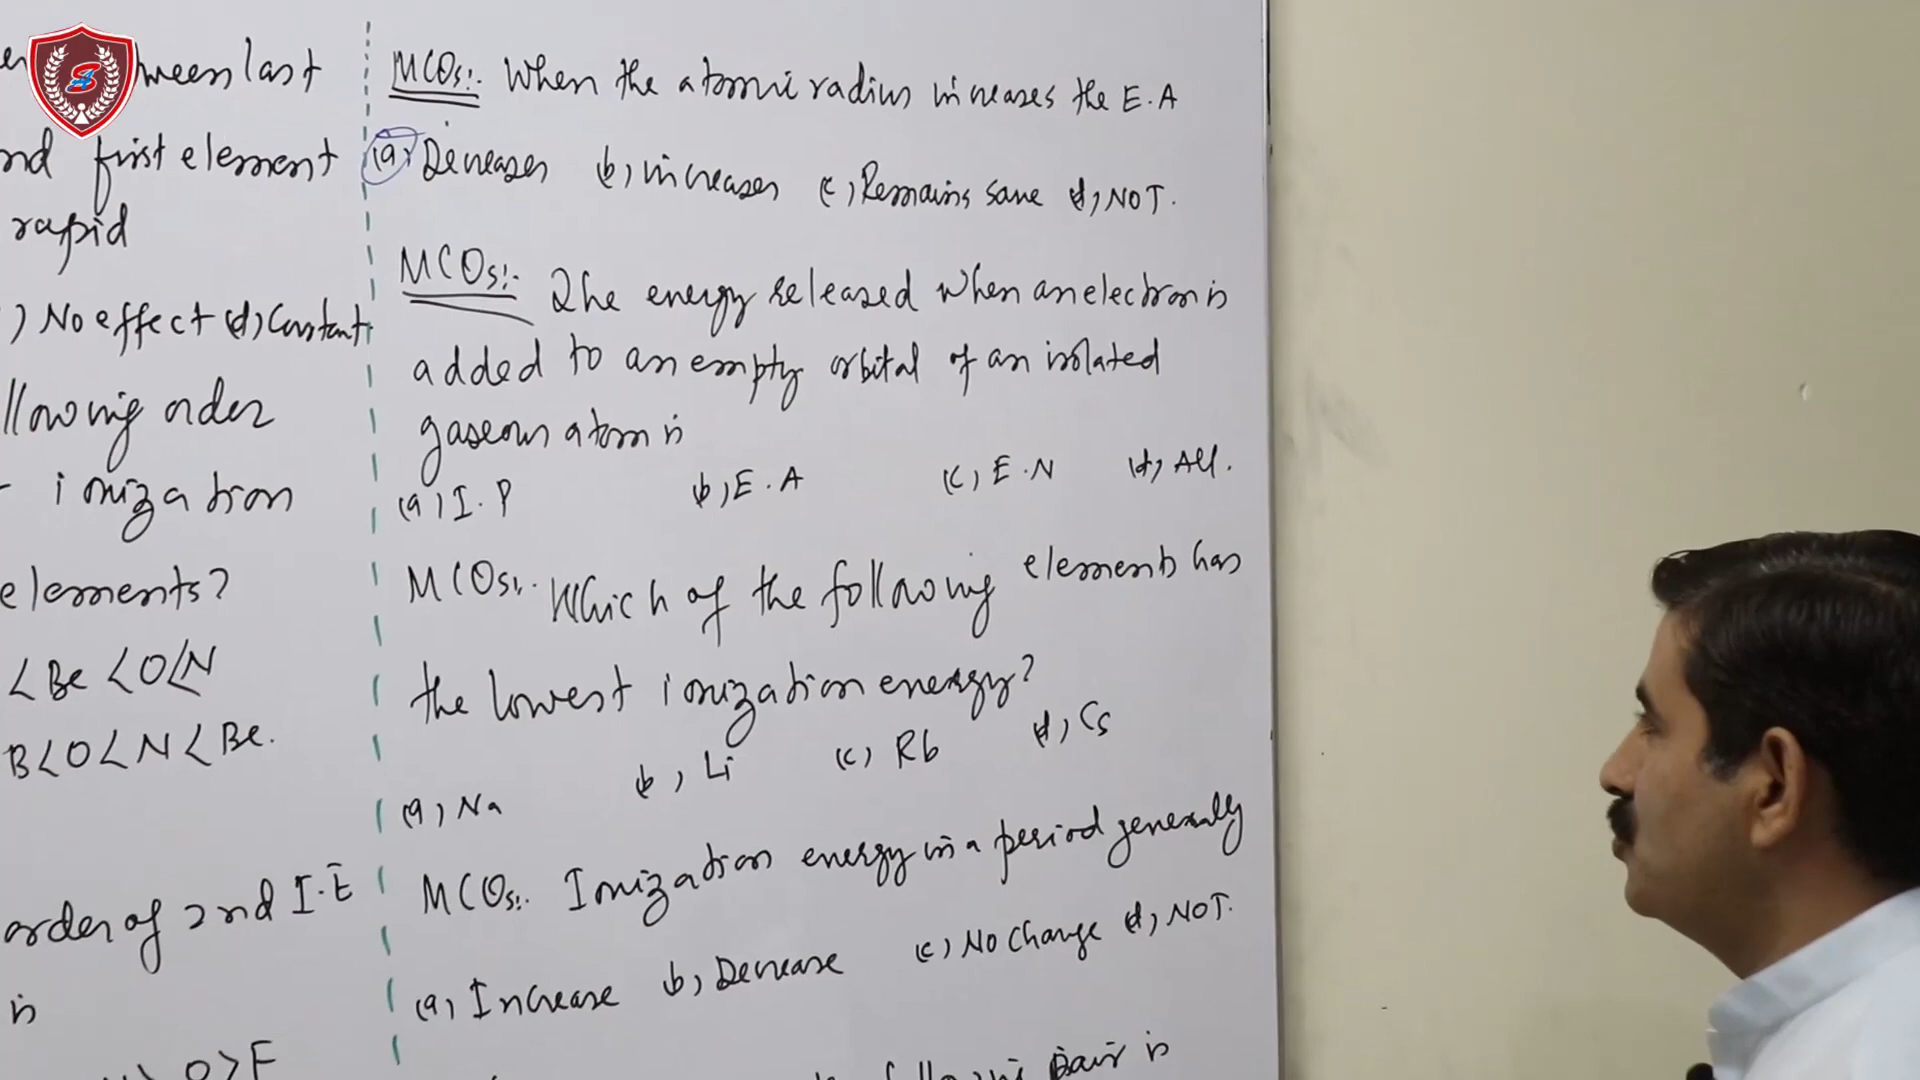 ween last
nd first element
rapid
) No effect (d) Constant
llowing order
ionization
elements?
< Be < O < N
B < O < N < Be.
order of 2nd I.E
is
O > F
MCQs:. When the atomic radius increases the E.A
(a) Decreases b) increases c) Remains same d) NOT.
MCQs:. The energy released when an electron is
added to an empty orbital of an isolated
gaseous atom is
(a) I.P b) E.A (c) E.N (d) All.
MCQs:. Which of the following elements has
the lowest ionization energy?
(a) Na b) Li (c) Rb d) Cs
MCQs:. Ionization energy in a period generally
(a) Increase b) Decrease c) No change d) NOT.
pair is